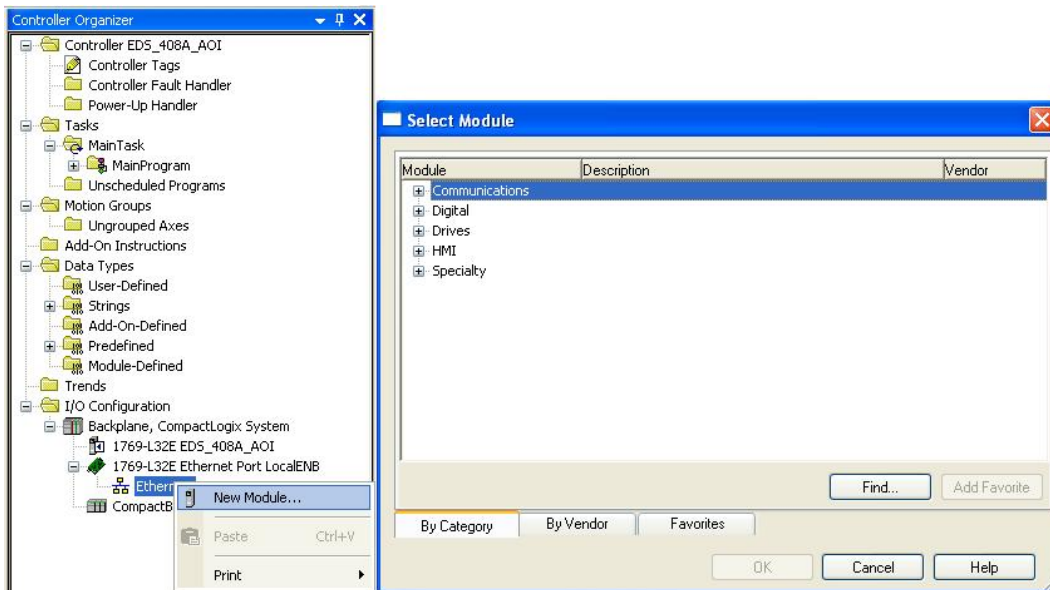 Controller Organizer
Controller EDS_408A_AOI
Controller Tags
Controller Fault Handler
Power-Up Handler
Tasks
MainTask
MainProgram
Unscheduled Programs
Motion Groups
Ungrouped Axes
Add-On Instructions
Data Types
User-Defined
Strings
Add-On-Defined
Predefined
Module-Defined
Trends
I/O Configuration
Backplane, CompactLogix System
1769-L32E EDS_408A_AOI
1769-L32E Ethernet Port LocalENB
Ethern
CompactB
New Module...
Paste Ctrl+V
Print
Select Module
Module Description Vendor
Communications
Digital
Drives
HMI
Specialty
Find... Add Favorite
By Category By Vendor Favorites
OK Cancel Help